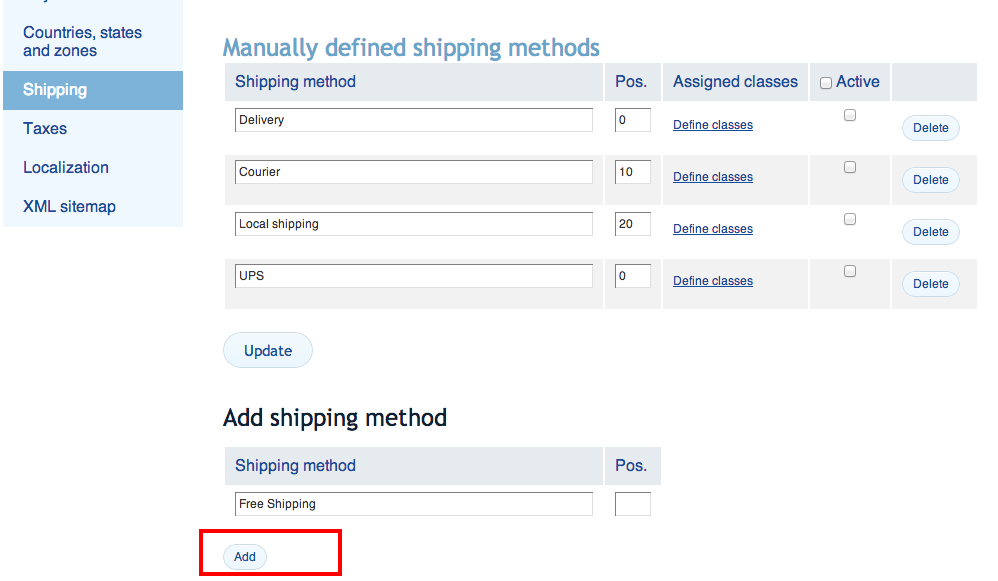 Countries, states
and zones
Shipping
Taxes
Localization
XML sitemap
Manually defined shipping methods
Shipping method Pos. Assigned classes Active
Delivery 0 Define classes Delete
Courier 10 Define classes Delete
Local shipping 20 Define classes Delete
UPS 0 Define classes Delete
Update
Add shipping method
Shipping method Pos.
Free Shipping
Add